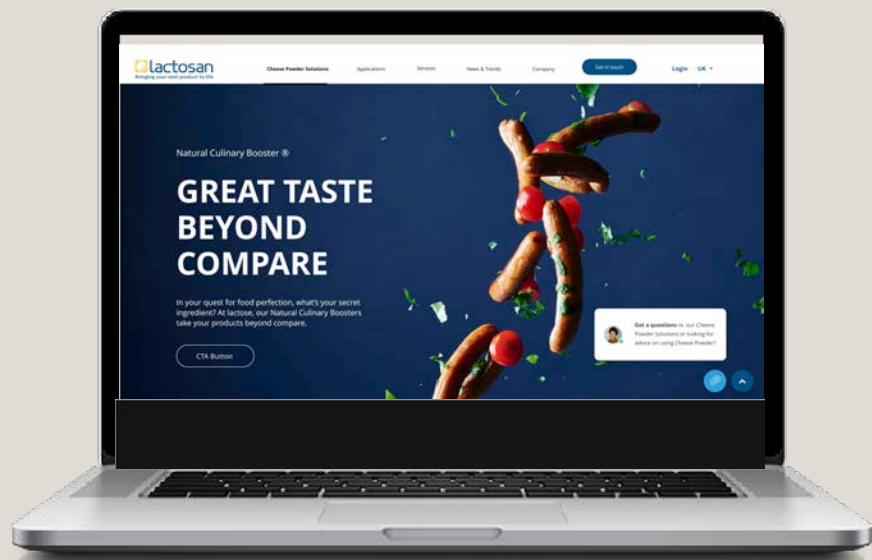 lactosan
Bringing your next product to life
Cheese Powder Solutions Applications Services News & Trends Company Get in touch Login UK
Natural Culinary Booster ®
GREAT TASTE
BEYOND
COMPARE
In your quest for food perfection, what's your secret
ingredient? At lactose, our Natural Culinary Boosters
take your products beyond compare.
CTA Button
Got a questions re. our Cheese
Powder Solutions or looking for
advice on using Cheese Powder?